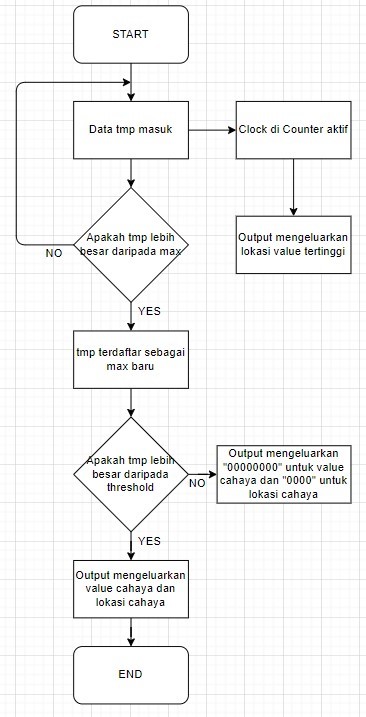 START
Data tmp masuk
Clock di Counter aktif
Apakah tmp lebih
besar daripada max
Output mengeluarkan
lokasi value tertinggi
NO
YES
tmp terdaftar sebagai
max baru
Apakah tmp lebih
besar daripada
threshold
NO
Output mengeluarkan
"00000000" untuk value
cahaya dan "0000" untuk
lokasi cahaya
YES
Output mengeluarkan
value cahaya dan
lokasi cahaya
END